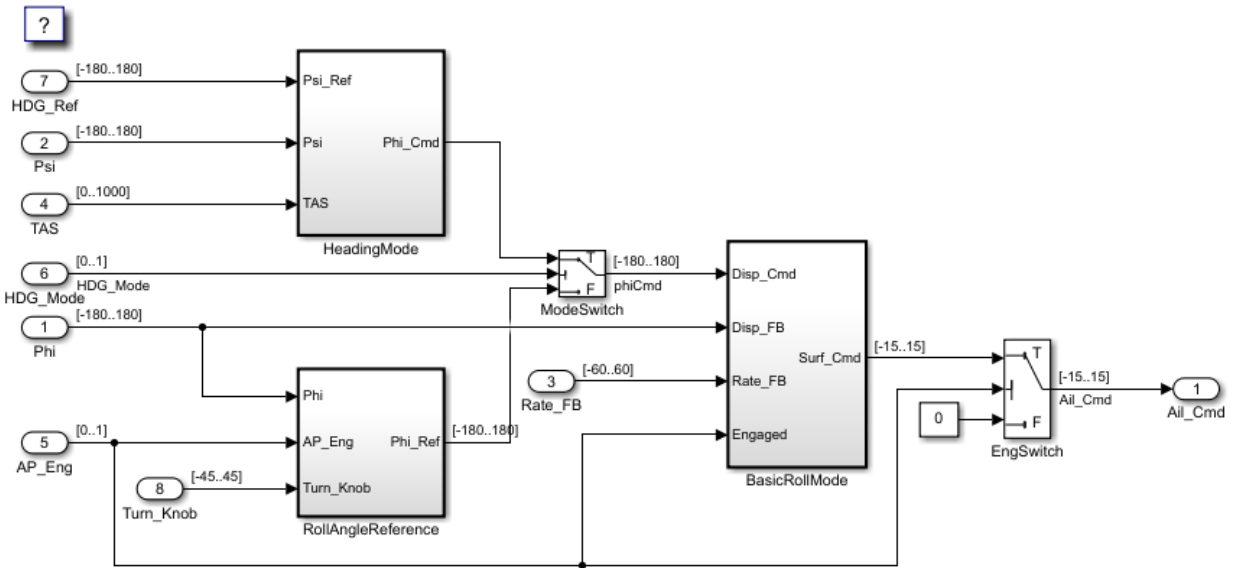 ?
7
[-180..180]
HDG_Ref
Psi_Ref
2
[-180..180]
Psi
Psi
Phi_Cmd
4
[0..1000]
TAS
TAS
HeadingMode
6
[0..1]
HDG_Mode
HDG_Mode
T
F
ModeSwitch
[-180..180]
phiCmd
Disp_Cmd
1
[-180..180]
Phi
Disp_FB
3
[-60..60]
Rate_FB
Rate_FB
Surf_Cmd
[-15..15]
Engaged
BasicRollMode
Phi
5
[0..1]
AP_Eng
AP_Eng
Phi_Ref
[-180..180]
8
[-45..45]
Turn_Knob
Turn_Knob
RollAngleReference
0
T
F
EngSwitch
[-15..15]
Ail_Cmd
1
Ail_Cmd